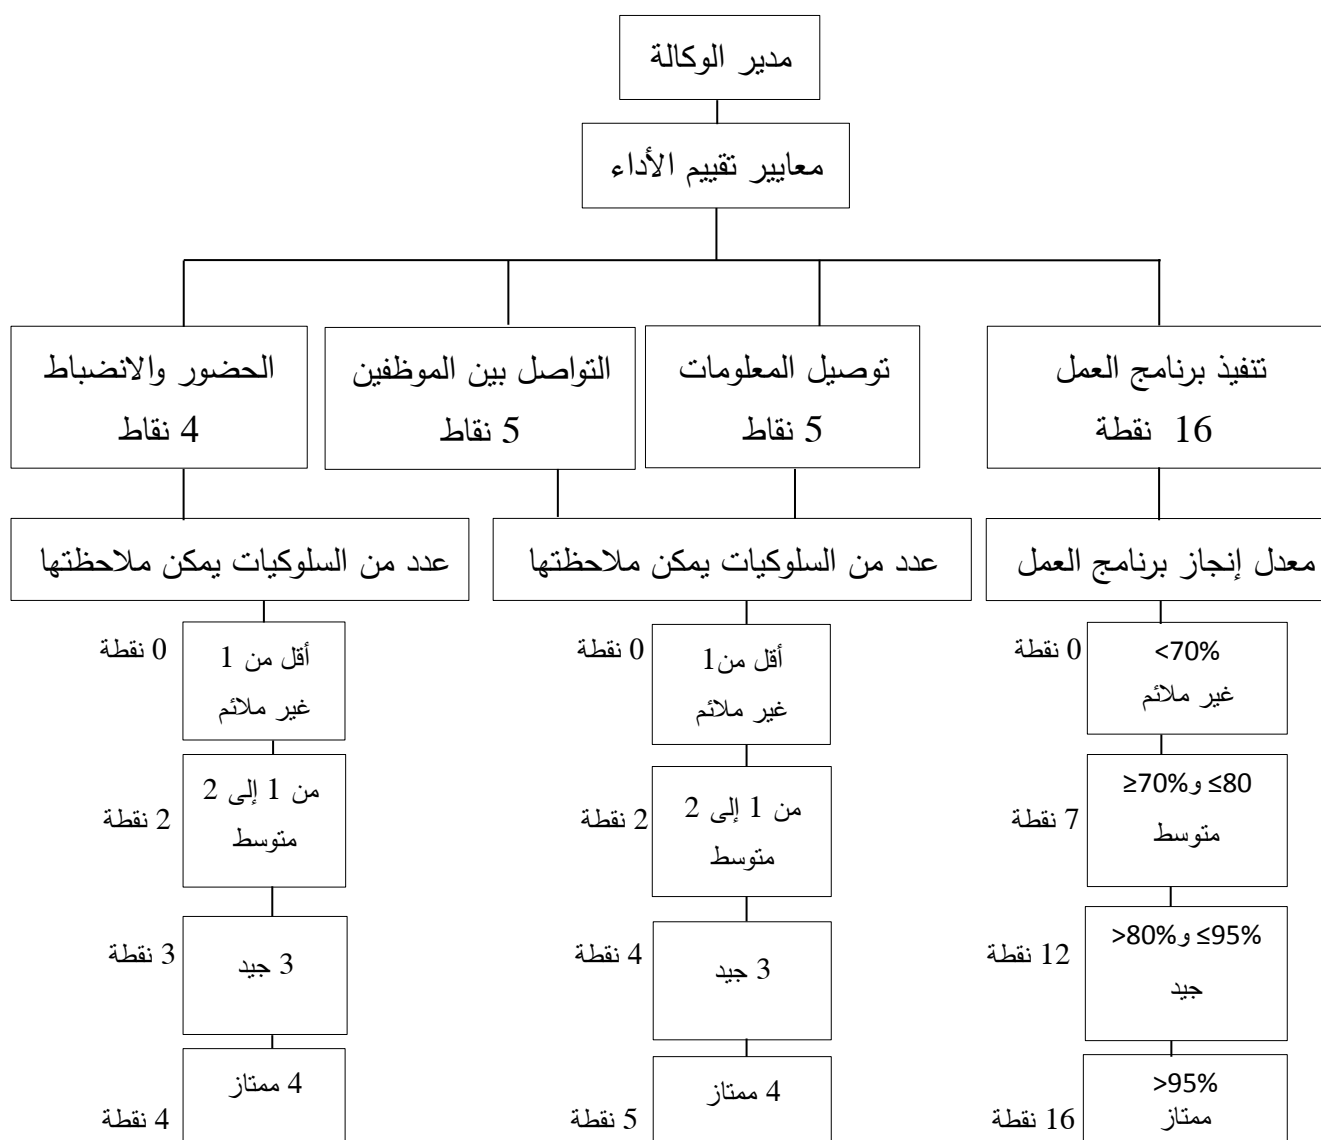 مدير الوكالة
معايير تقييم الأداء
تنفيذ برنامج العمل
16 نقطة
توصيل المعلومات
5 نقاط
التواصل بين الموظفين
5 نقاط
الحضور والانضباط
4 نقاط
معدل إنجاز برنامج العمل
عدد من السلوكيات يمكن ملاحظتها
عدد من السلوكيات يمكن ملاحظتها
<70%
غير ملائم
0 نقطة
≥70% و ≤80
متوسط
7 نقطة
>80% و ≤95%
جيد
12 نقطة
>95%
ممتاز
16 نقطة
أقل من1
غير ملائم
0 نقطة
من 1 إلى 2
متوسط
2 نقطة
3 جيد
4 نقطة
4 ممتاز
5 نقطة
أقل من 1
غير ملائم
0 نقطة
من 1 إلى 2
متوسط
2 نقطة
3 جيد
3 نقطة
4 ممتاز
4 نقطة